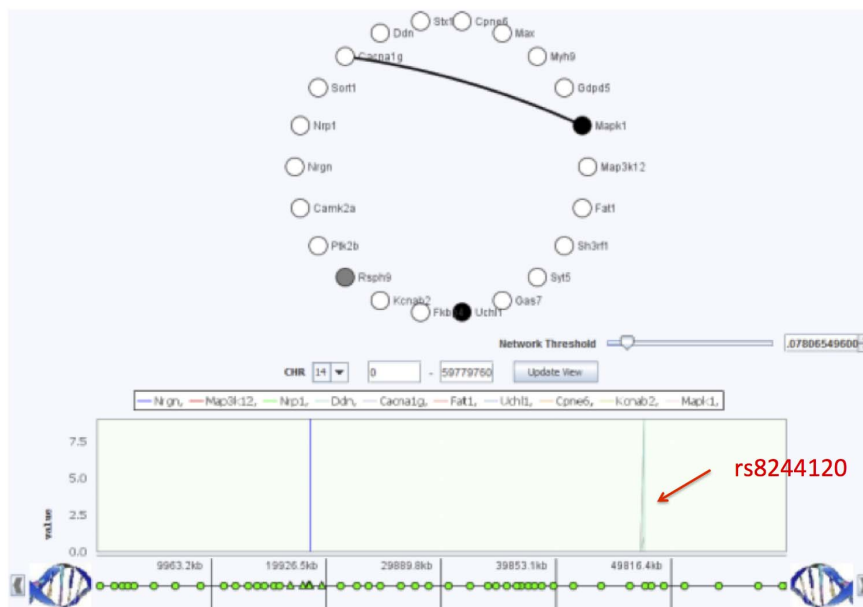 Stx1 Cpne6
Ddn Max
Cacna1g Myh9
Sort1 Gdpd5
Nrp1 Mapk1
Nrgn Map3k12
Camk2a Fat1
Ptk2b Sh3rf1
Rsph9 Syt5
Kcnab2 Gas7
Uchl1
Network Threshold .07806549600
CHR 14 0 - 59779760 Update View
Nrgn, Map3k12, Nrp1, Ddn, Cacna1g, Fat1, Uchl1, Cpne6, Kcnab2, Mapk1,
7.5
rs8244120
5.0
2.5
value
0.0
9963.2kb 19926.5kb 29889.8kb 39853.1kb 49816.4kb